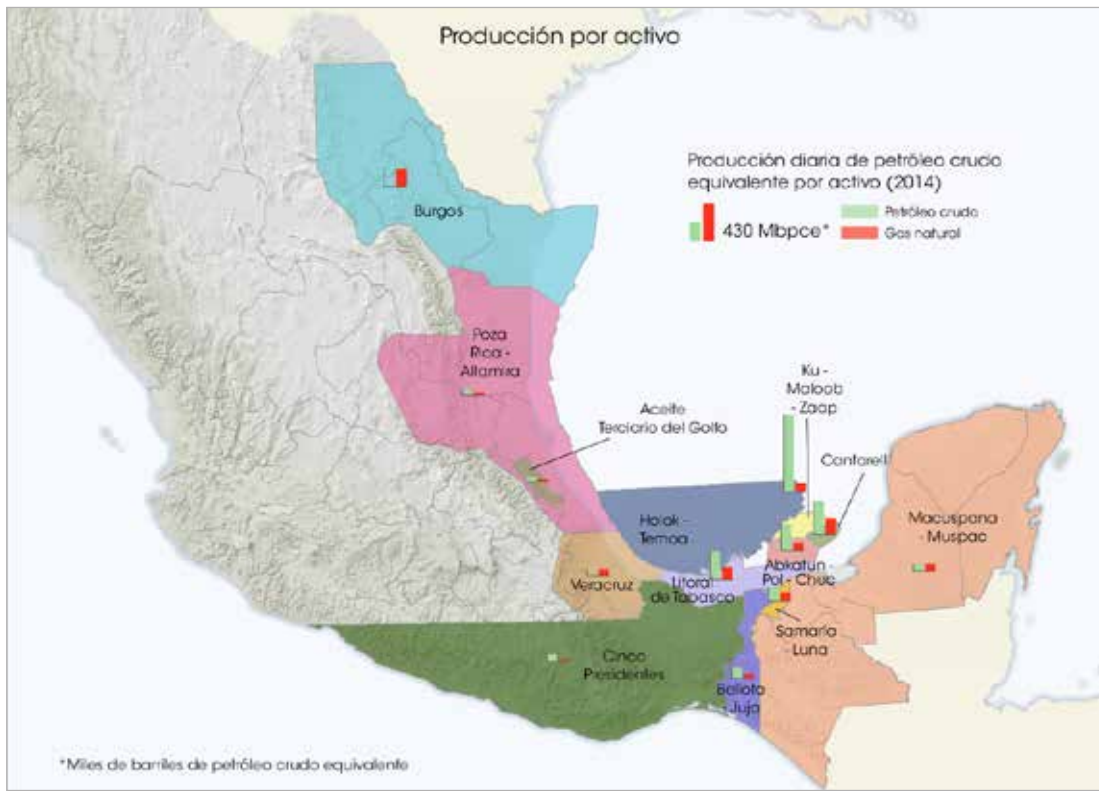 Producción por activo
Producción diaria de petróleo crudo
equivalente por activo (2014)
430 Mbpce*
Petróleo crudo
Gas natural
Burgos
Poza
Rica -
Altamira
Aceite
Terciario del Golfo
Ku -
Maloob
- Zaap
Cantarell
Holok -
Temoa
Macuspana
- Muspac
Veracruz
Litoral
de Tabasco
Abkatún -
Pol - Chuc
Samaria
- Luna
Cinco
Presidentes
Bellota
- Jujo
*Miles de barriles de petróleo crudo equivalente